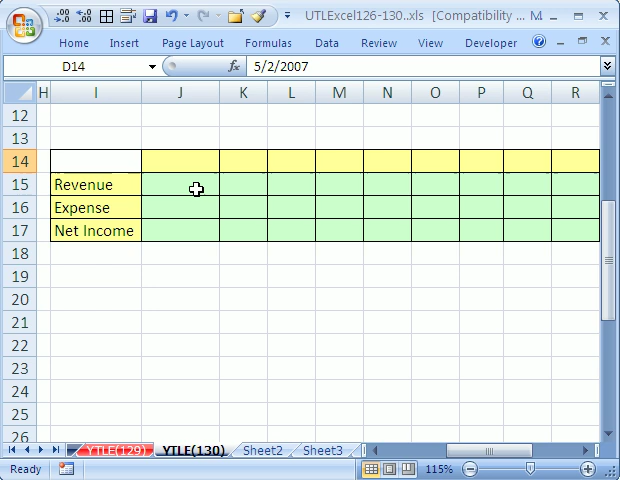 UTLExcel126-130..xls [Compatibility ... M
Home Insert Page Layout Formulas Data Review View Developer
D14 fx 5/2/2007
H I J K L M N O P Q R
12
13
14
15 Revenue
16 Expense
17 Net Income
18
19
20
21
22
23
24
25
26
YTLE(129) YTLE(130) Sheet2 Sheet3
Ready 115%